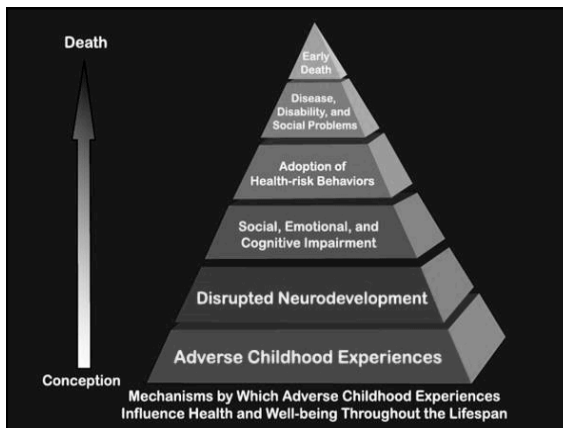 Death
Early
Death
Disease,
Disability, and
Social Problems
Adoption of
Health-risk Behaviors
Social, Emotional, and
Cognitive Impairment
Disrupted Neurodevelopment
Adverse Childhood Experiences
Conception
Mechanisms by Which Adverse Childhood Experiences
Influence Health and Well-being Throughout the Lifespan